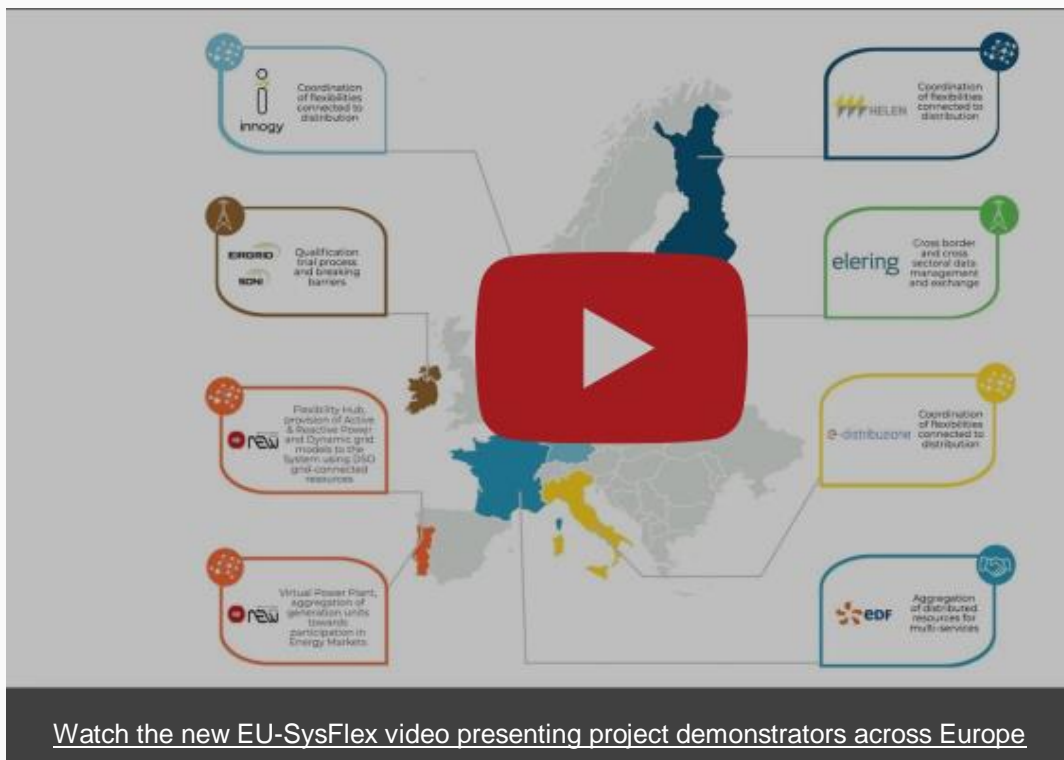 innogy
Coordination
of flexibilities
connected to
distribution
HELEN
Coordination
of flexibilities
connected to
distribution
EIRGRID
SONI
Qualification
trial process
and breaking
barriers
elering
Cross border
and cross
sectoral data
management
and exchange
new
Flexibility Hub,
provision of Active
& Reactive Power
and Dynamic grid
models to the
System using DSO
grid-connected
resources
e-distribuzione
Coordination
of flexibilities
connected to
distribution
new
Virtual Power Plant,
aggregation of
generation units
towards
participation in
Energy Markets
edf
Aggregation
of distributed
resources for
multi-services
Watch the new EU-SysFlex video presenting project demonstrators across Europe